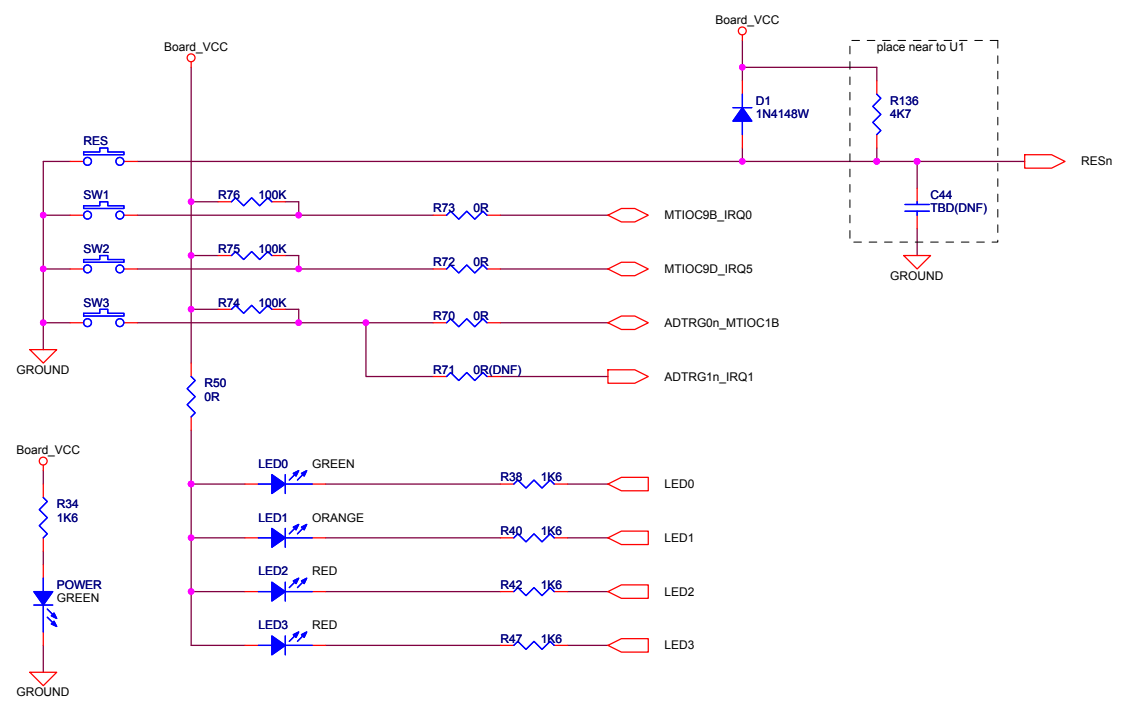 Board_VCC
place near to U1
Board_VCC
D1
1N4148W
R136
4K7
RES
RESn
SW1
R76 100K
R73 0R
MTIOC9B_IRQ0
C44
TBD(DNF)
SW2
R75 100K
R72 0R
MTIOC9D_IRQ5
GROUND
SW3
R74 100K
R70 0R
ADTRG0n_MTIOC1B
GROUND
R71 0R(DNF)
ADTRG1n_IRQ1
R50
0R
Board_VCC
R34
1K6
POWER
GREEN
GROUND
LED0 GREEN
R38 1K6
LED0
LED1 ORANGE
R40 1K6
LED1
LED2 RED
R42 1K6
LED2
LED3 RED
R47 1K6
LED3